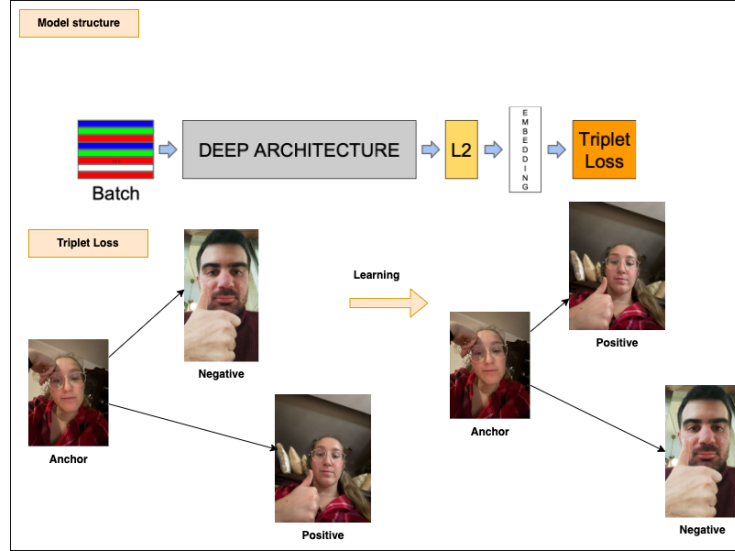 Model structure
Batch
DEEP ARCHITECTURE
L2
EMBEDDING
Triplet
Loss
Triplet Loss
Learning
Negative
Positive
Anchor
Positive
Anchor
Negative